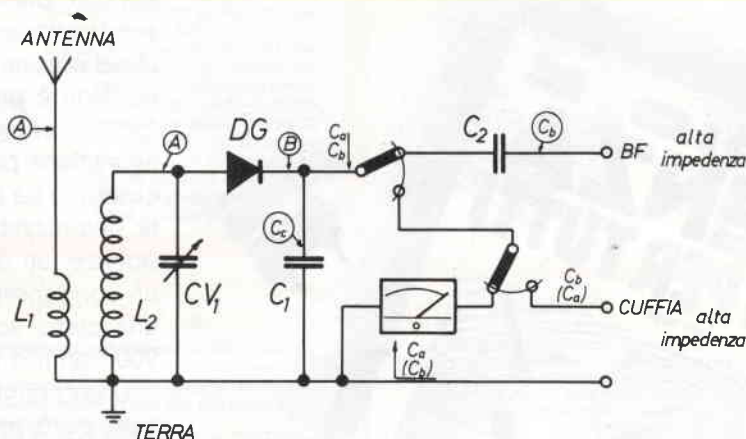 ANTENNA
A
A
DG
B
Ca
Cb
C2
Cb
BF
alta
impedenza
Cc
L1
L2
CV1
C1
Cb
(Ca)
CUFFIA
alta
impedenza
Ca
(Cb)
TERRA